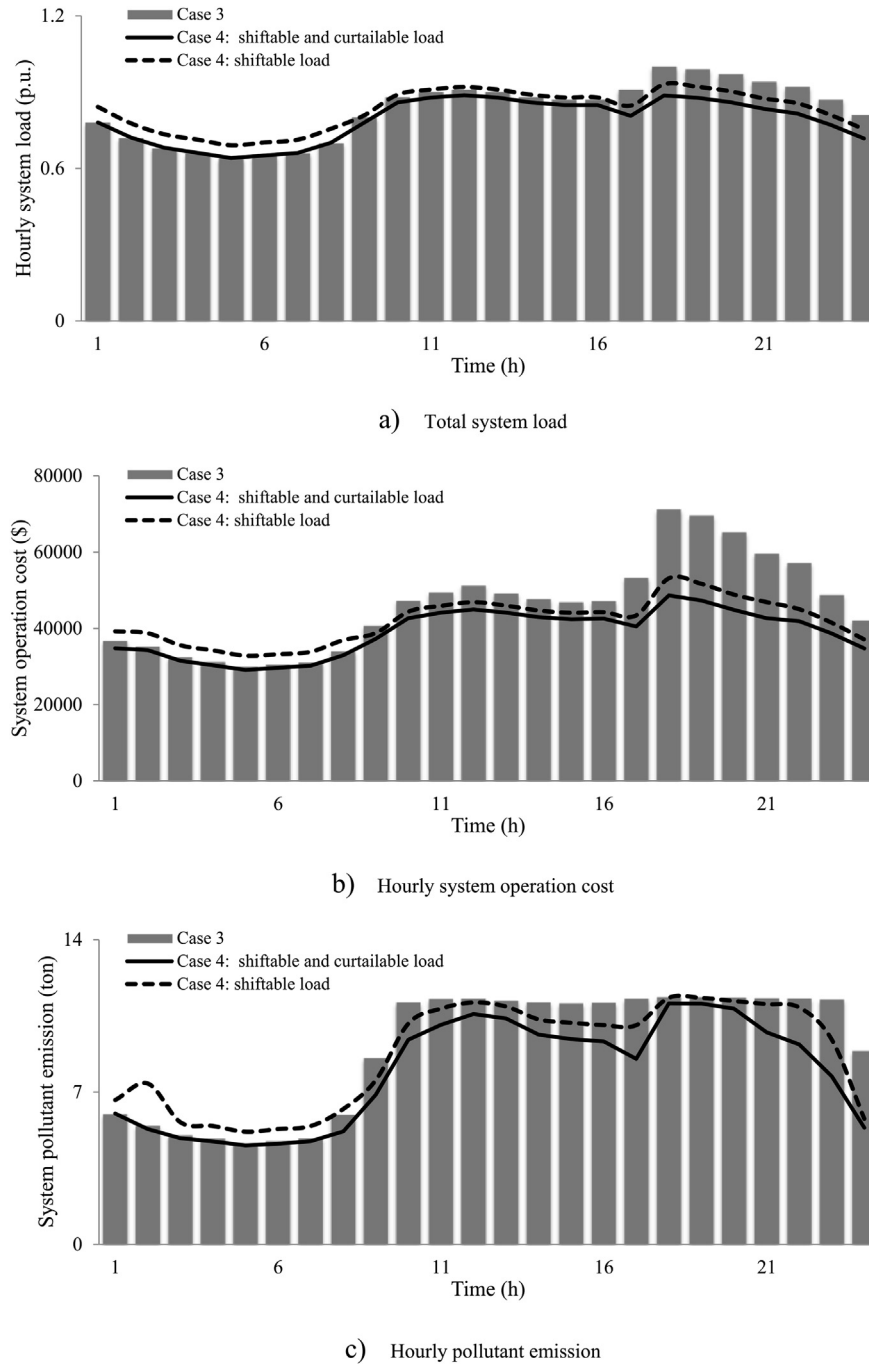 1.2
Case 3
Case 4: shiftable and curtailable load
Case 4: shiftable load
0.6
0
Hourly system load (p.u.)
1 6 11 16 21
Time (h)
a) Total system load
80000
Case 3
Case 4: shiftable and curtailable load
Case 4: shiftable load
60000
40000
20000
0
System operation cost ($)
1 6 11 16 21
Time (h)
b) Hourly system operation cost
14
Case 3
Case 4: shiftable and curtailable load
Case 4: shiftable load
7
0
System pollutant emission (ton)
1 6 11 16 21
Time (h)
c) Hourly pollutant emission